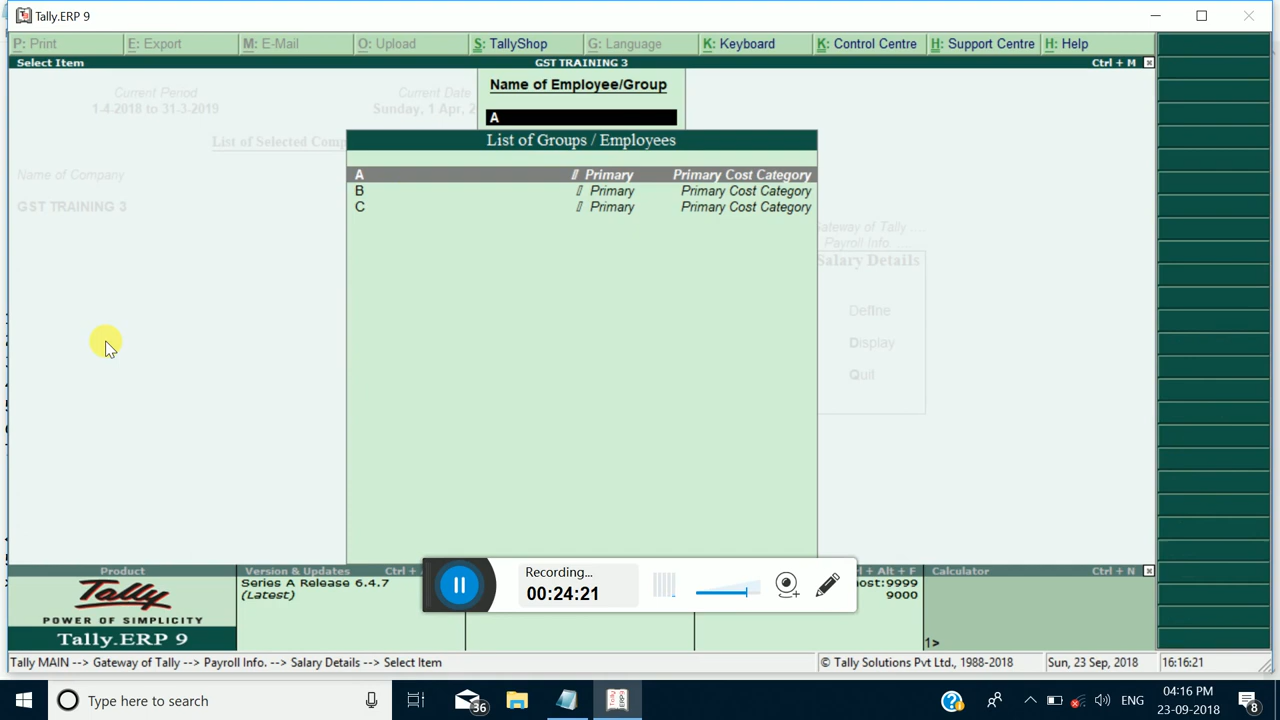 Tally.ERP 9
P: Print E: Export M: E-Mail O: Upload S: TallyShop G: Language K: Keyboard K: Control Centre H: Support Centre H: Help
Select Item GST TRAINING 3 Ctrl + M
Current Period Current Date
1-4-2018 to 31-3-2019 Sunday, 1 Apr, 2
Name of Employee/Group
A
List of Selected Comp
Name of Company
GST TRAINING 3
List of Groups / Employees
A Primary Primary Cost Category
B Primary Primary Cost Category
C Primary Primary Cost Category
Gateway of Tally ....
Payroll Info ......
Salary Details
Define
Display
Quit
Product Version & Updates Ctrl + Alt + F Calculator Ctrl + N
Tally
POWER OF SIMPLICITY
Tally.ERP 9
Series A Release 6.4.7
(Latest)
Recording...
00:24:21
host:9999
9000
1>
Tally MAIN --> Gateway of Tally --> Payroll Info. --> Salary Details --> Select Item © Tally Solutions Pvt Ltd., 1988-2018 Sun, 23 Sep, 2018 16:16:21
Type here to search 36 ENG 04:16 PM 23-09-2018 8